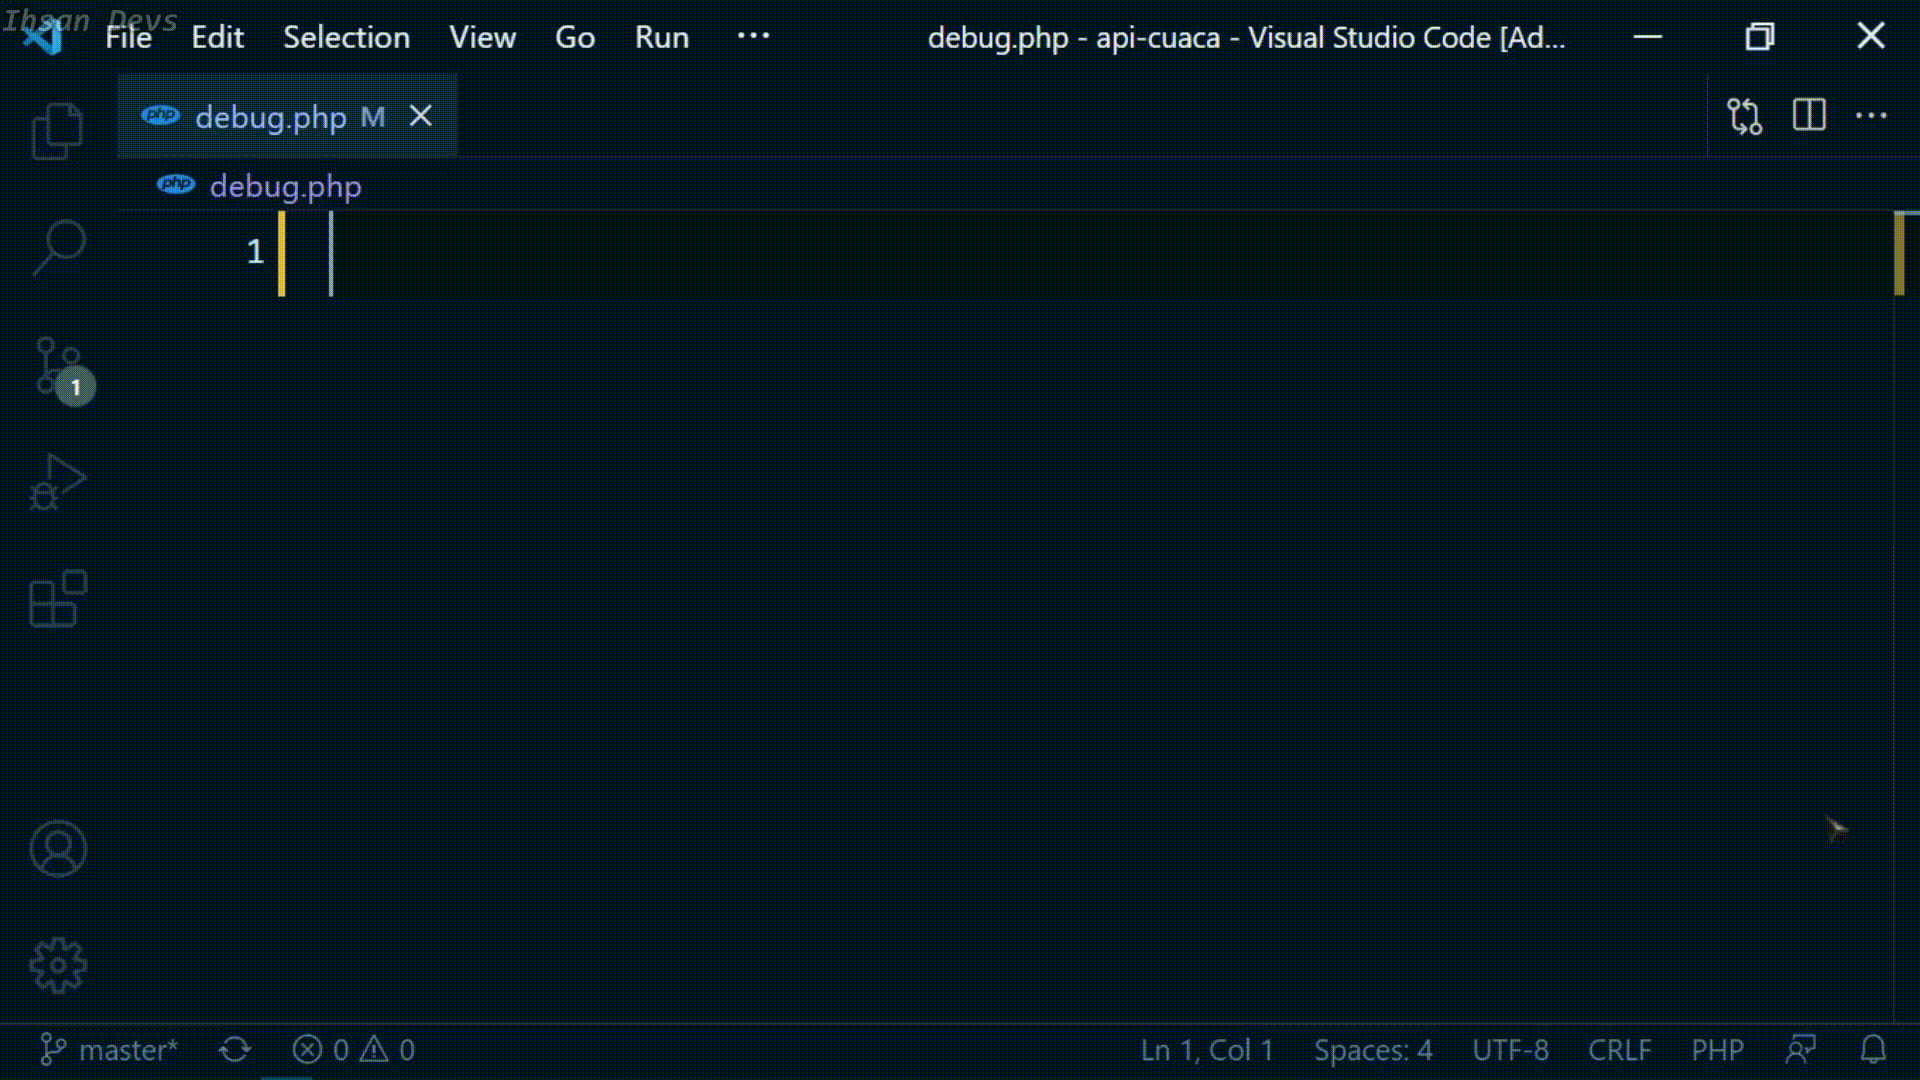 Ihsan Devs
File Edit Selection View Go Run ··· debug.php - api-cuaca - Visual Studio Code [Ad...
php debug.php M
php debug.php
1
1
master* 0 0 Ln 1, Col 1 Spaces: 4 UTF-8 CRLF PHP